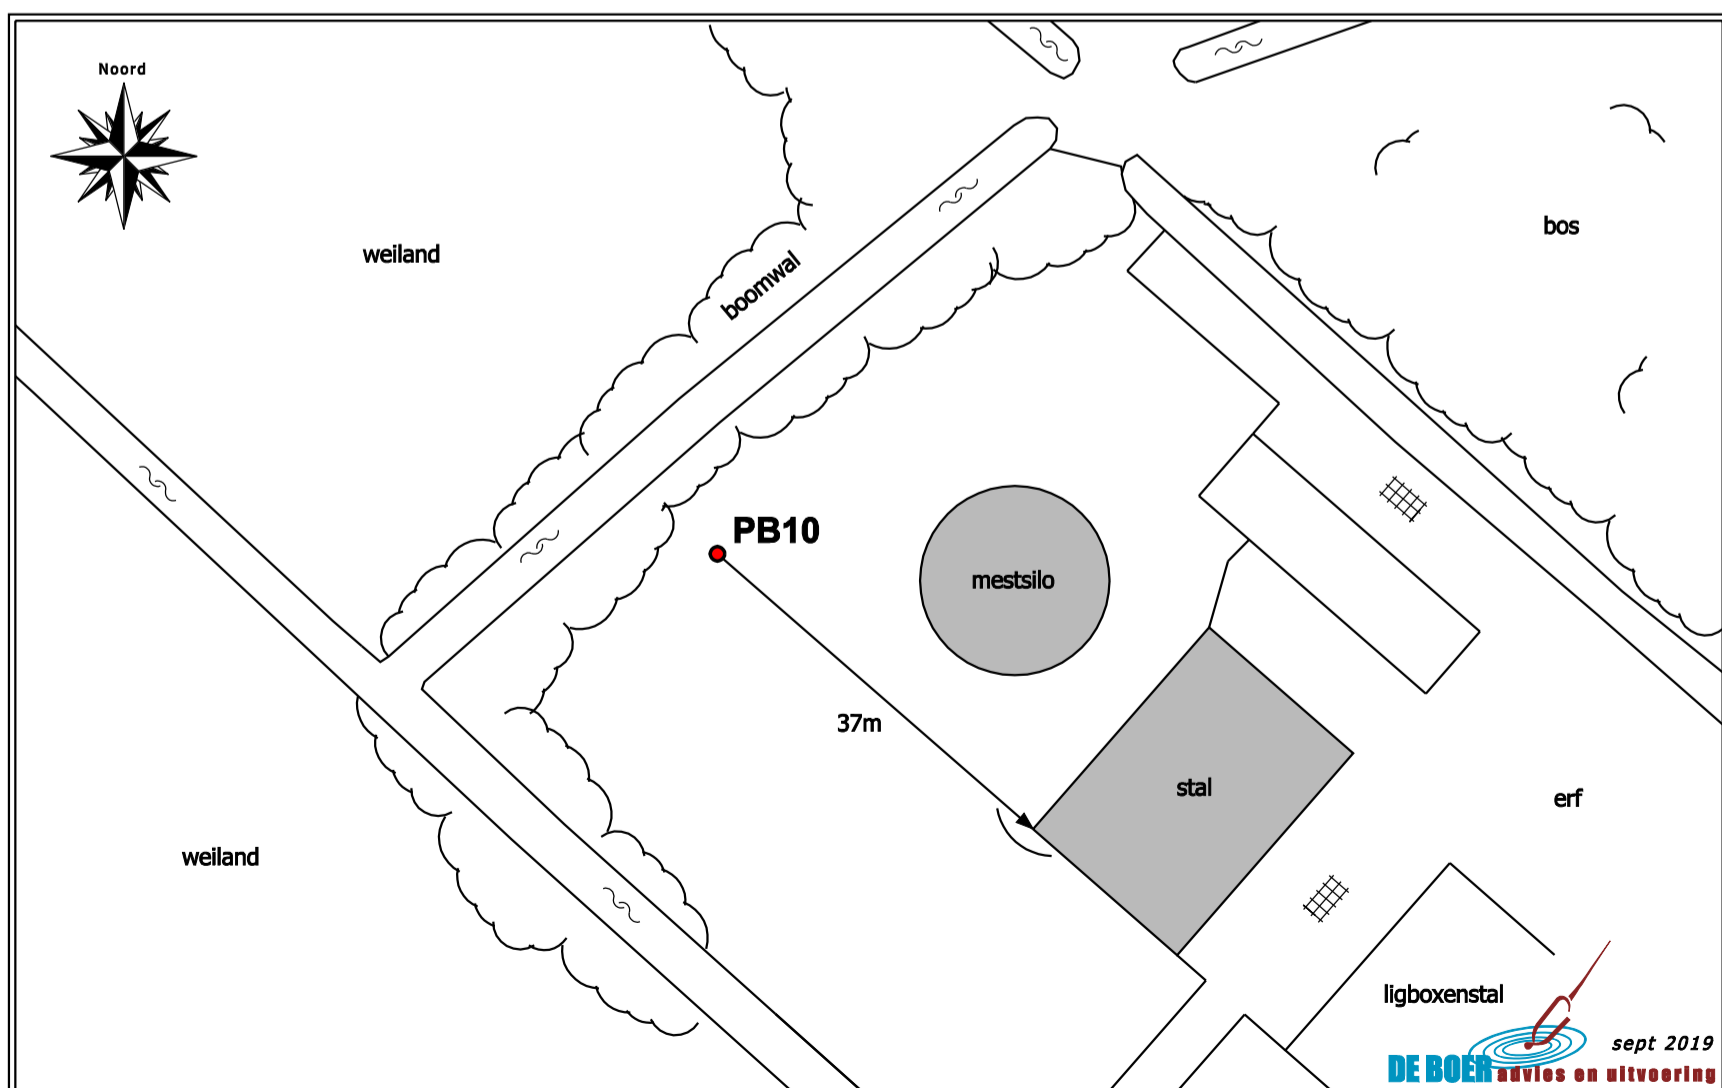 Noord
bos
weiland
boomwal
PB10
mestsilo
37m
stal
erf
weiland
ligboxenstal
sept 2019
DE BOER advies en uitvoering